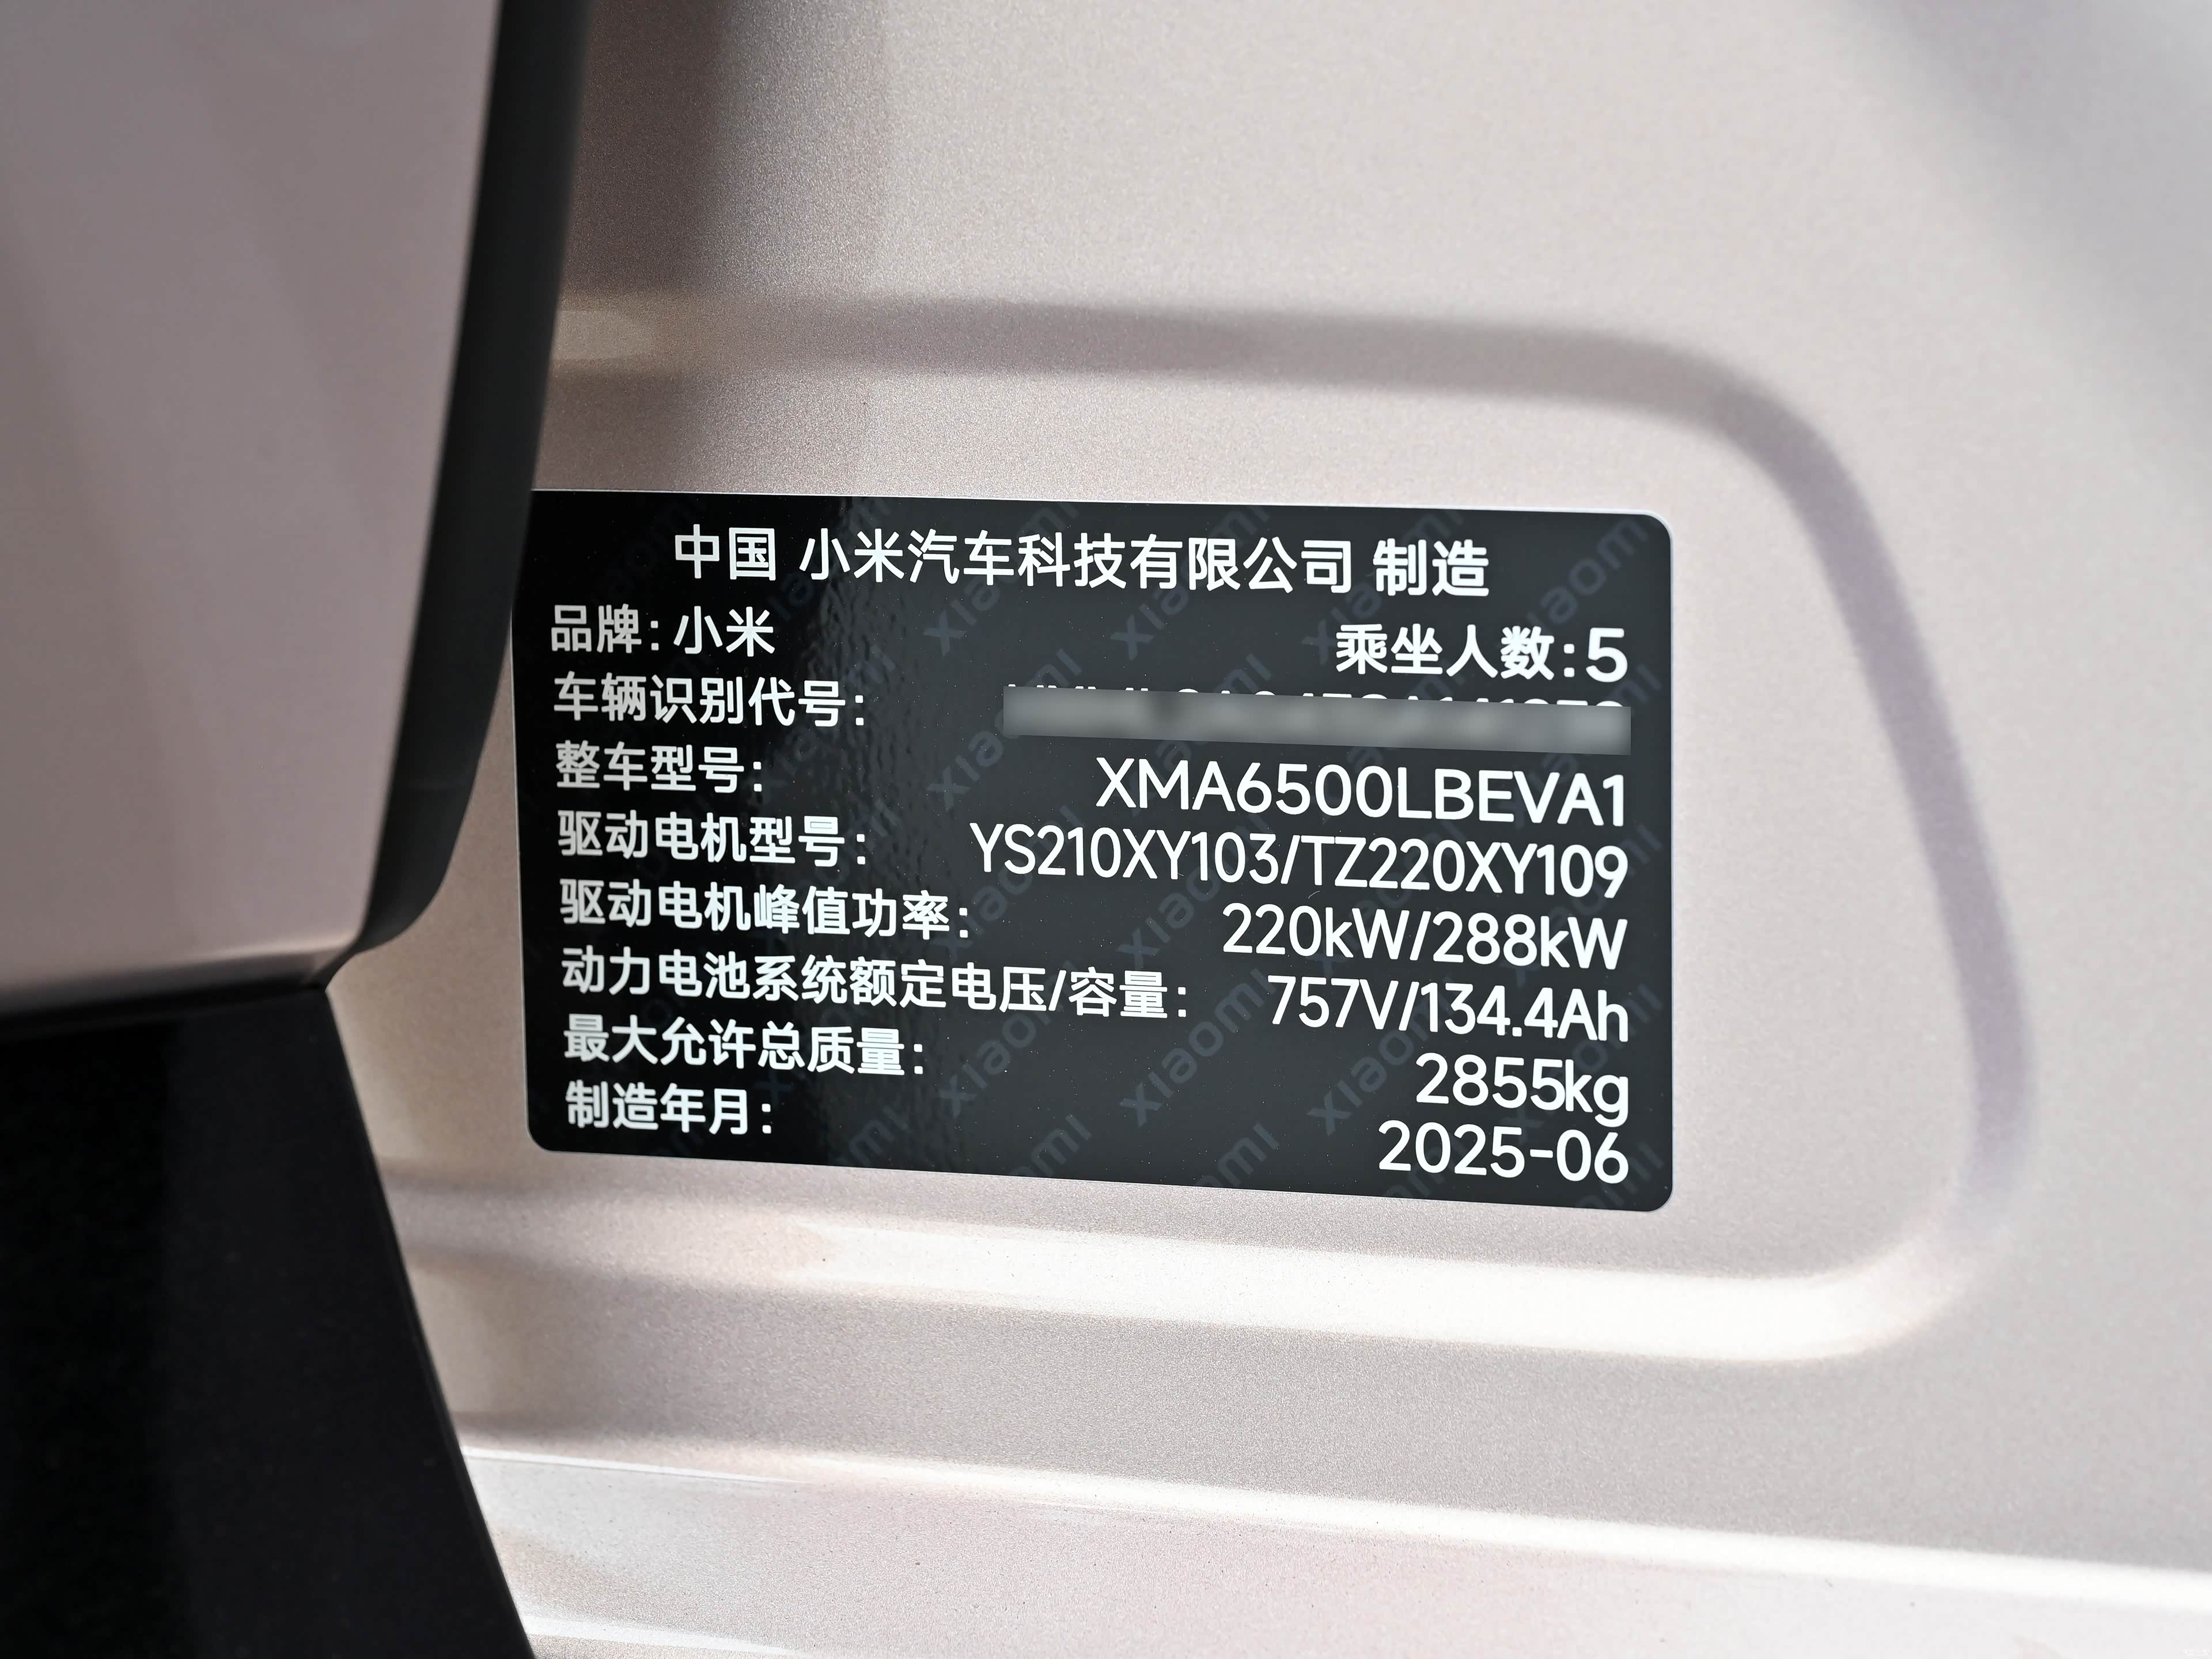 中国 小米汽车科技有限公司 制造
品牌:小米 乘坐人数:5
车辆识别代号:
整车型号: XMA6500LBEVA1
驱动电机型号: YS210XY103/TZ220XY109
驱动电机峰值功率: 220kW/288kW
动力电池系统额定电压/容量: 757V/134.4Ah
最大允许总质量: 2855kg
制造年月: 2025-06